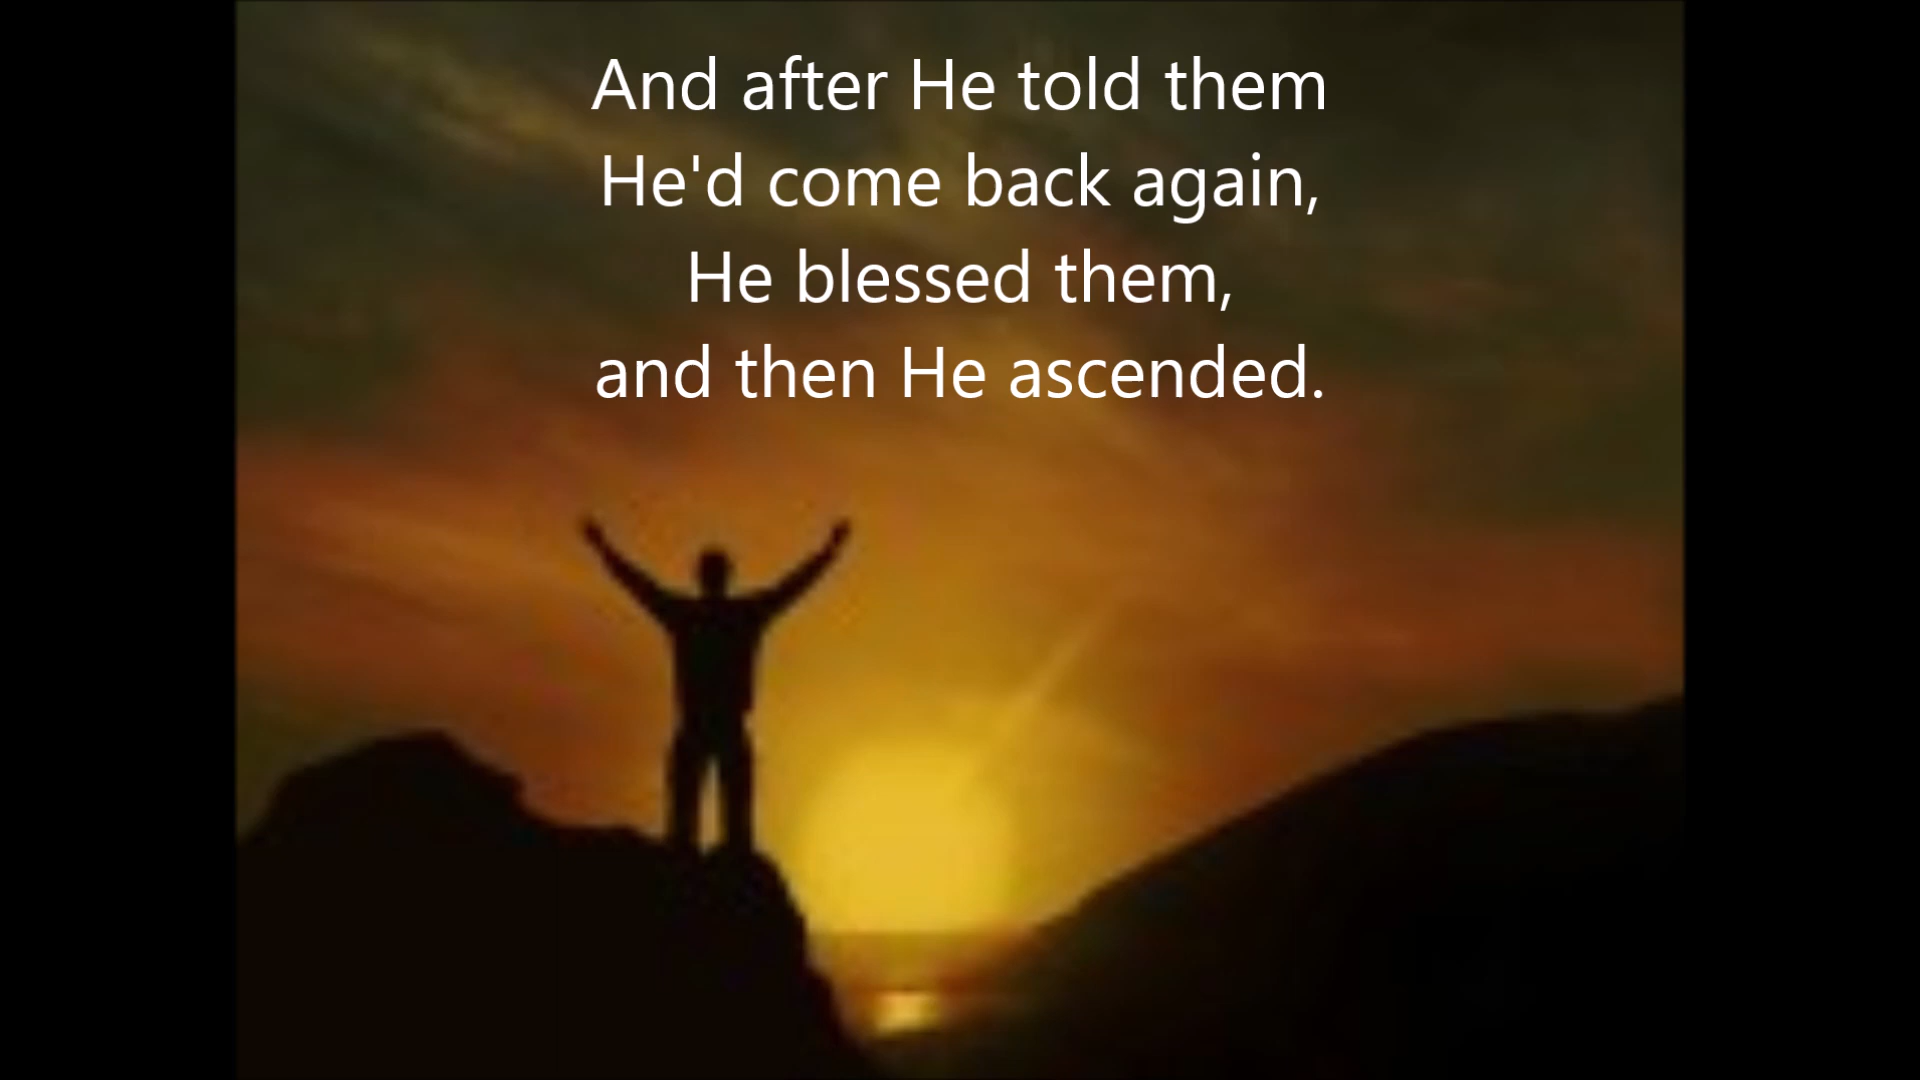 And after He told them
He'd come back again,
He blessed them,
and then He ascended.